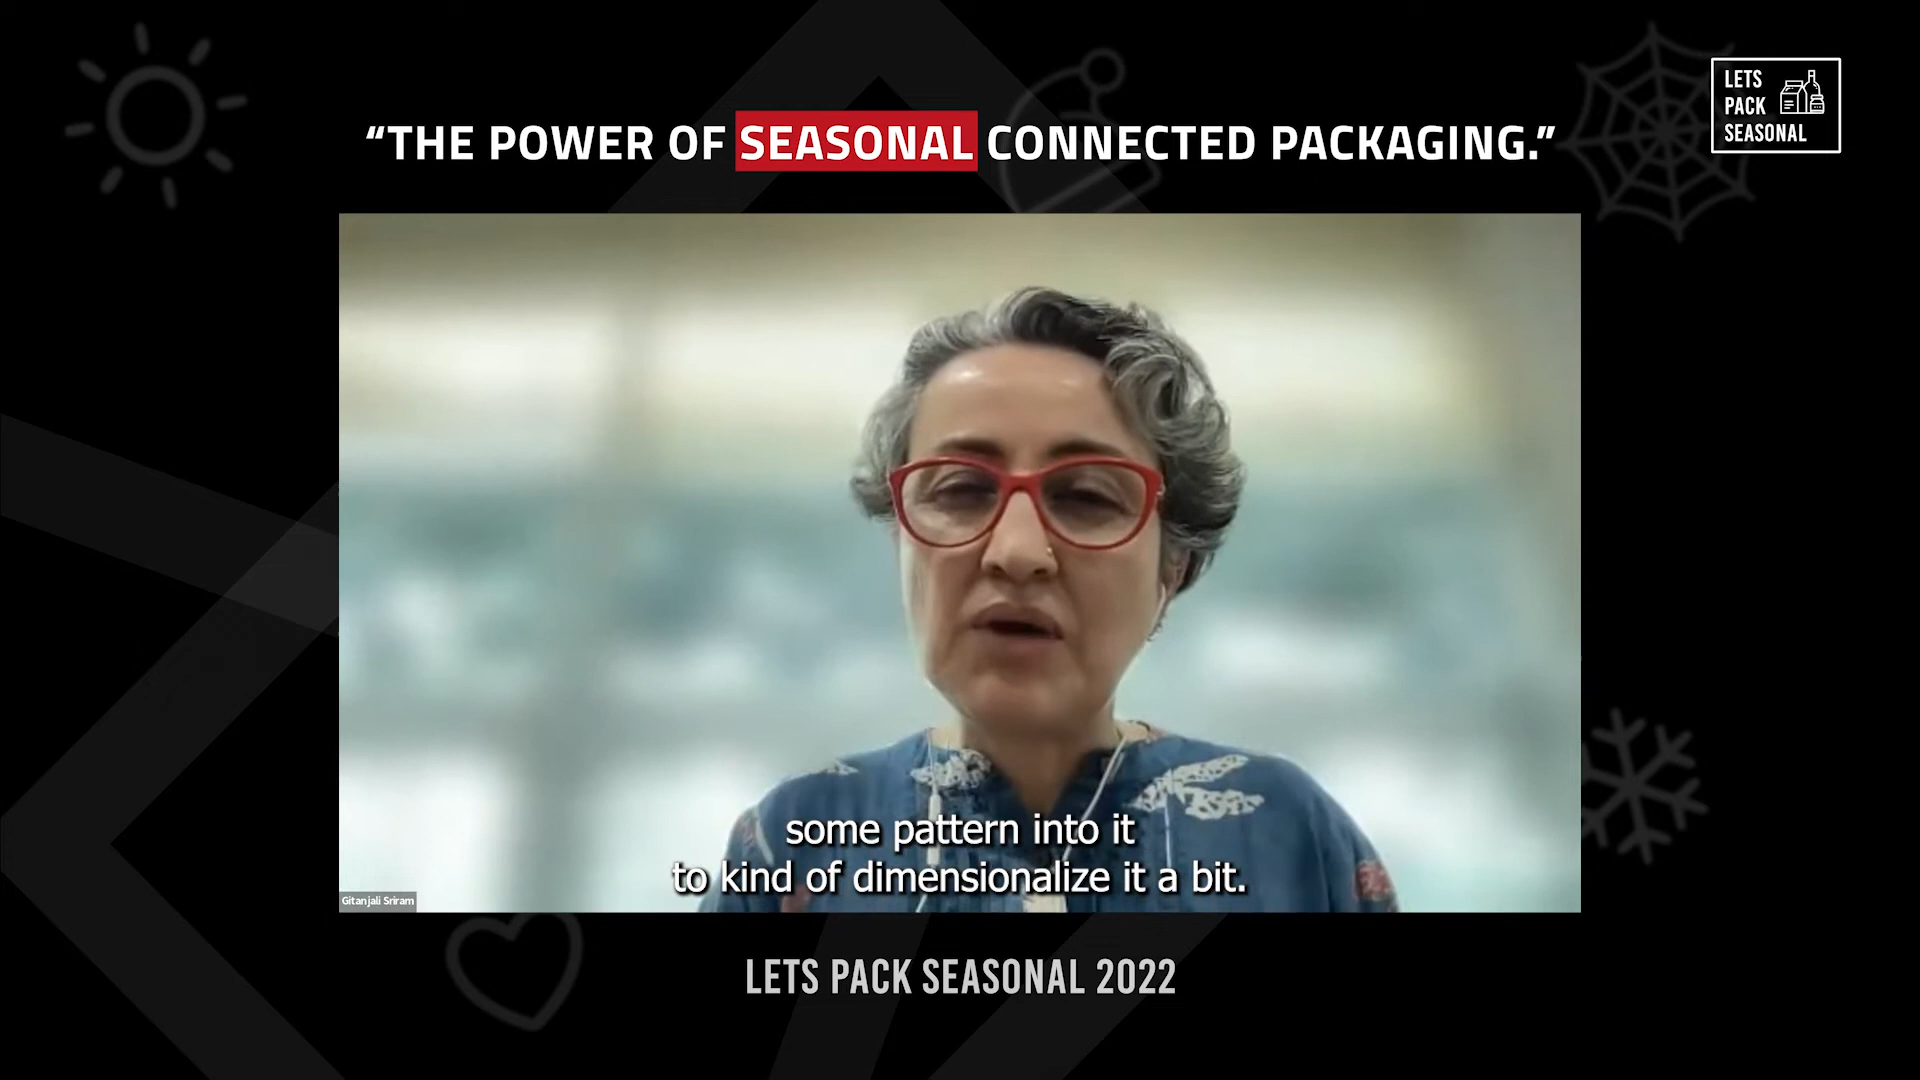 “THE POWER OF SEASONAL CONNECTED PACKAGING.”
LETS
PACK
SEASONAL
some pattern into it
to kind of dimensionalize it a bit.
Gitanjali Sriram
LETS PACK SEASONAL 2022